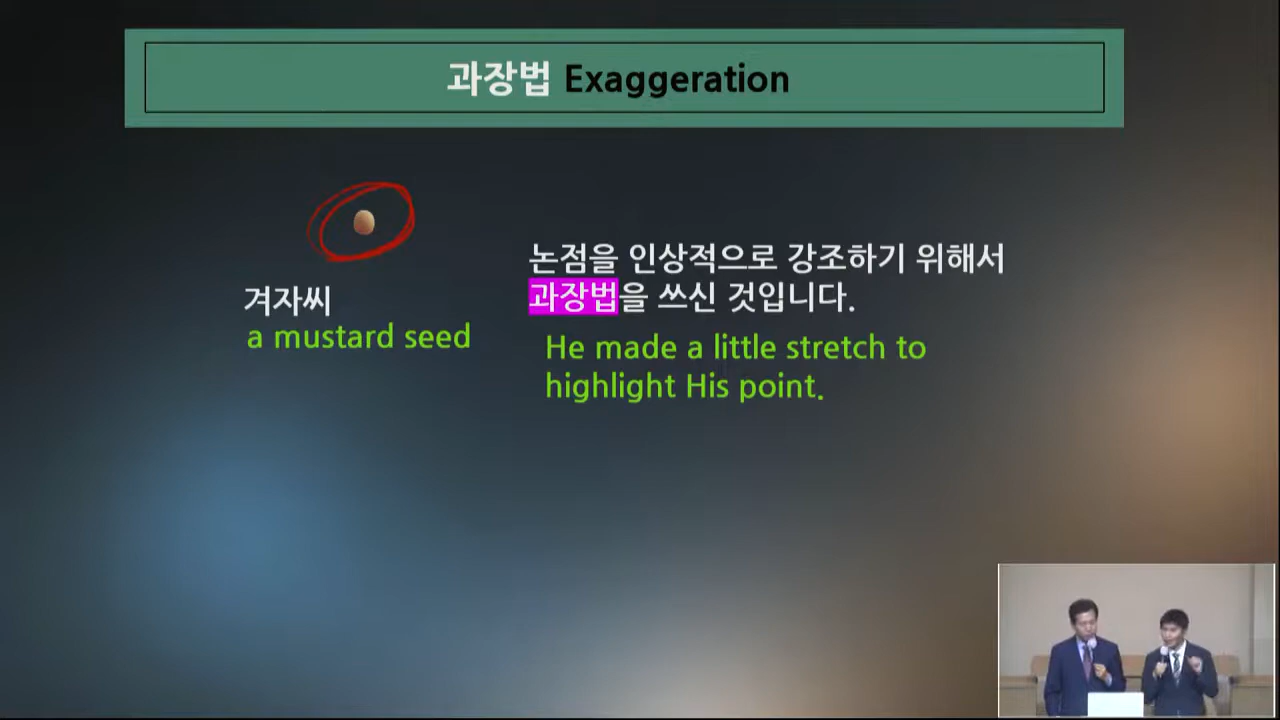 과장법 Exaggeration
겨자씨
a mustard seed
논점을 인상적으로 강조하기 위해서
과장법을 쓰신 것입니다.
He made a little stretch to
highlight His point.